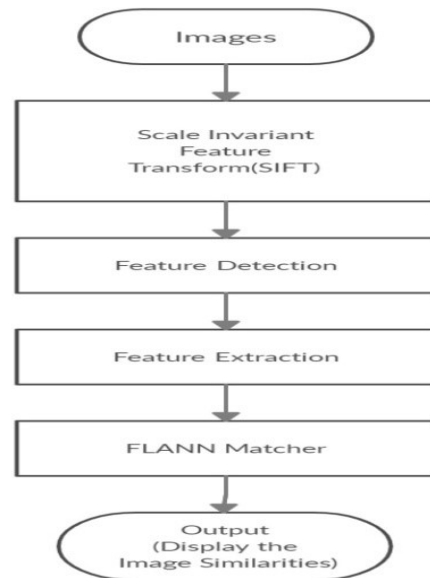 Images
Scale Invariant
Feature
Transform(SIFT)
Feature Detection
Feature Extraction
FLANN Matcher
Output
(Display the
Image Similarities)